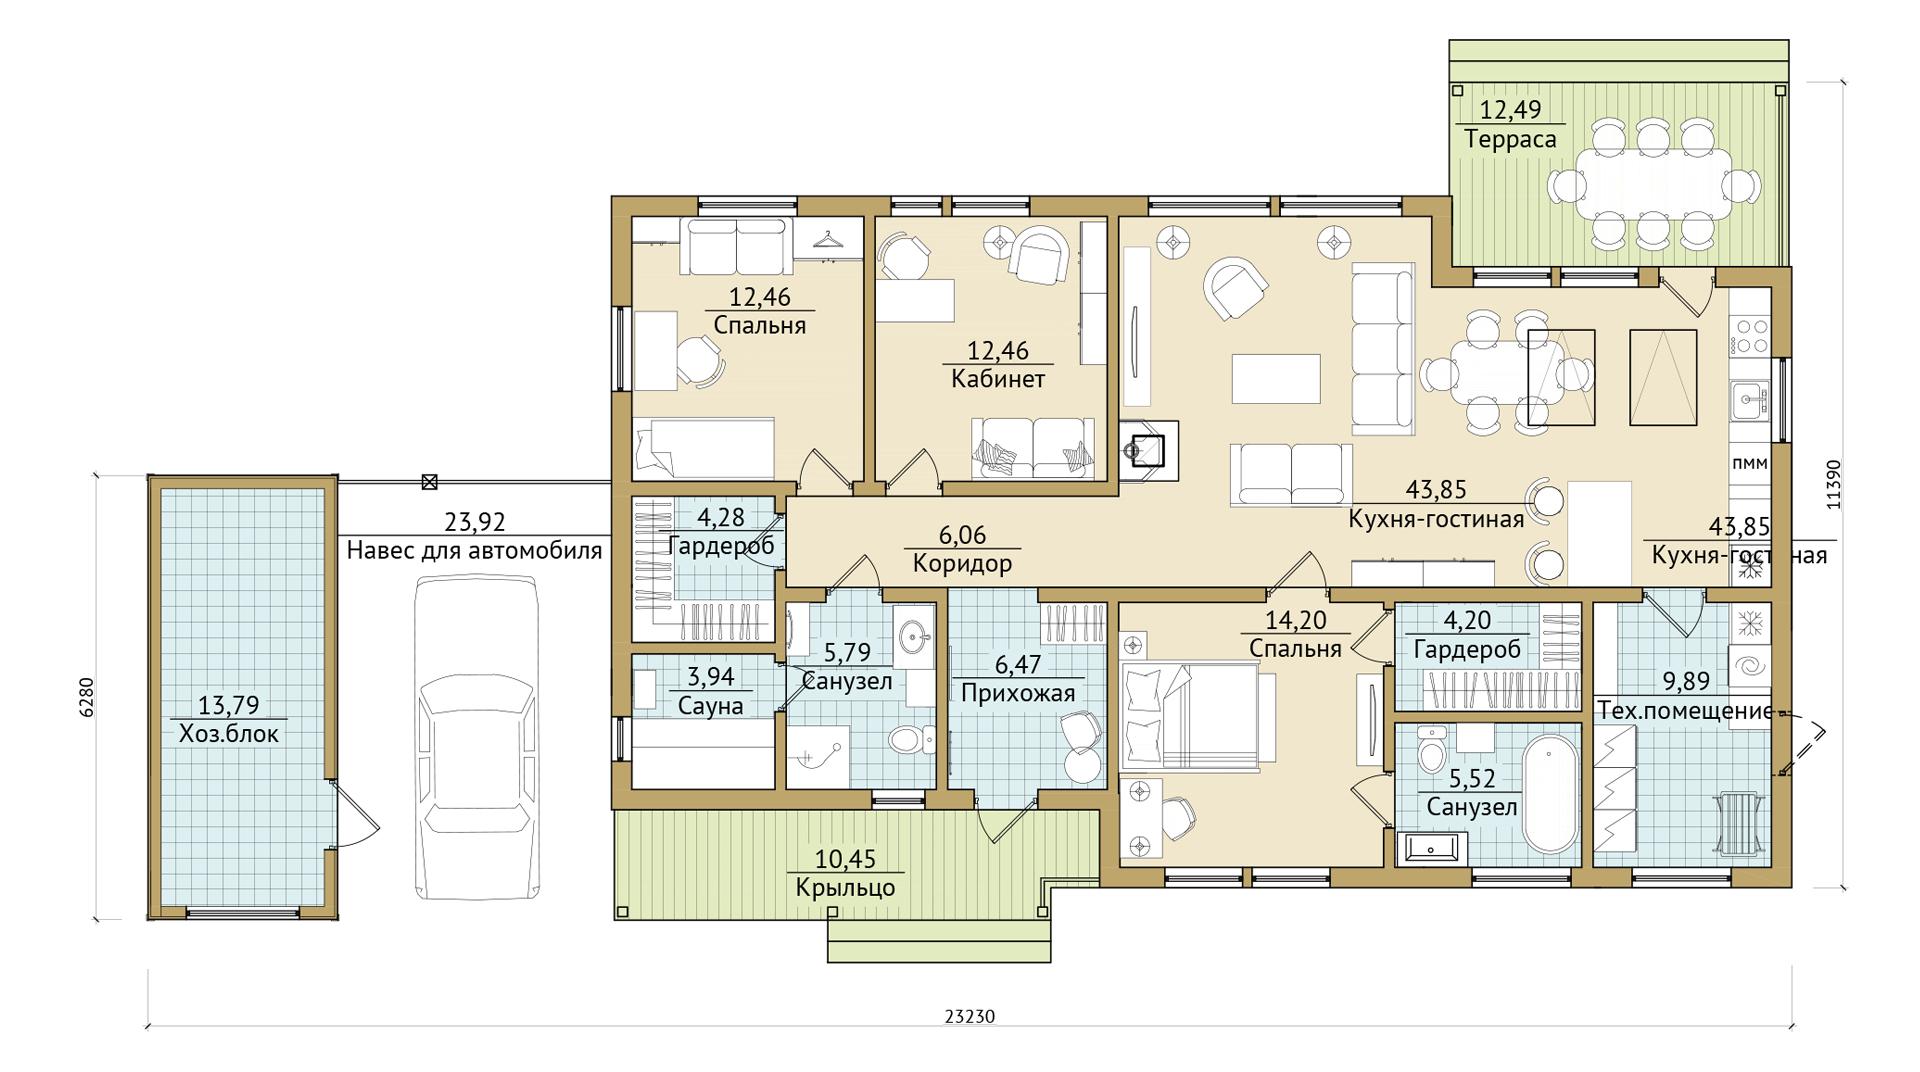 12,49
Терраса
12,46
Спальня
12,46
Кабинет
11390
ПММ
43,85
Кухня-гостиная
43,85
Кухня-гостиная
4,28
Гардероб
23,92
Навес для автомобиля
6,06
Коридор
14,20
Спальня
4,20
Гардероб
5,79
Санузел
6,47
Прихожая
3,94
Сауна
9,89
Тех.помещение
6280
13,79
Хоз.блок
5,52
Санузел
10,45
Крыльцо
23230